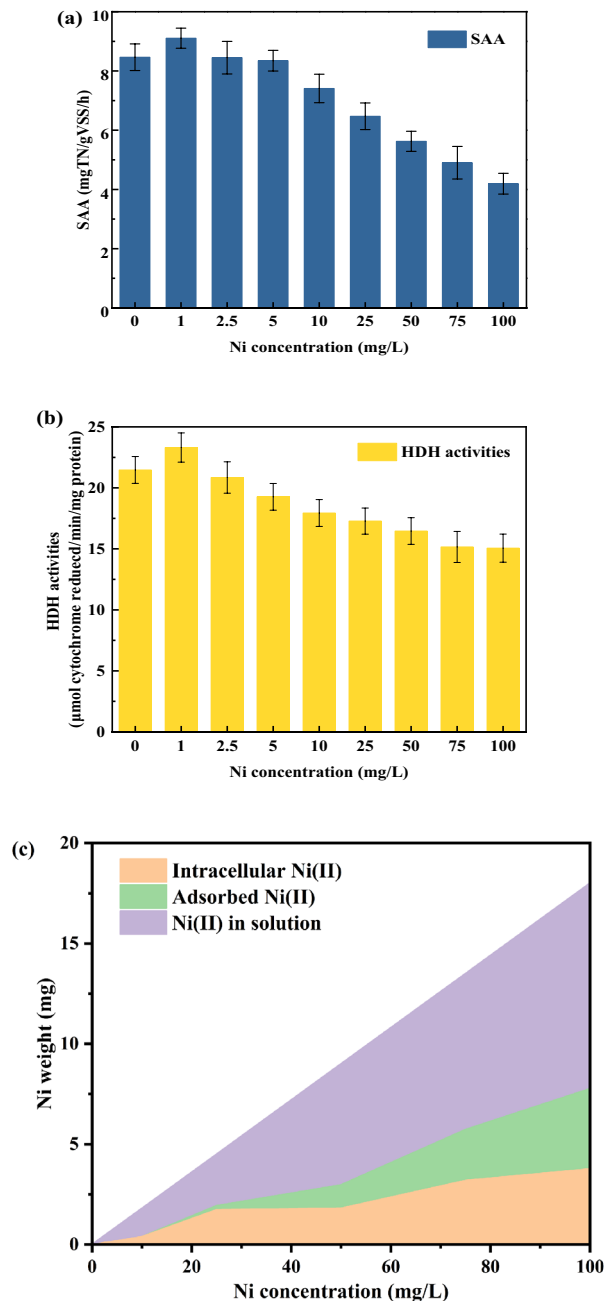 (a)
SAA
SAA (mgTN/gVSS/h)
10
8
6
4
2
0
0 1 2.5 5 10 25 50 75 100
Ni concentration (mg/L)
(b)
HDH activities
HDH activities
(μmol cytochrome reduecd/min/mg protein)
25
20
15
10
5
0
0 1 2.5 5 10 25 50 75 100
Ni concentration (mg/L)
(c)
Intracellular Ni(II)
Adsorbed Ni(II)
Ni(II) in solution
Ni weight (mg)
20
15
10
5
0
0 20 40 60 80 100
Ni concentration (mg/L)